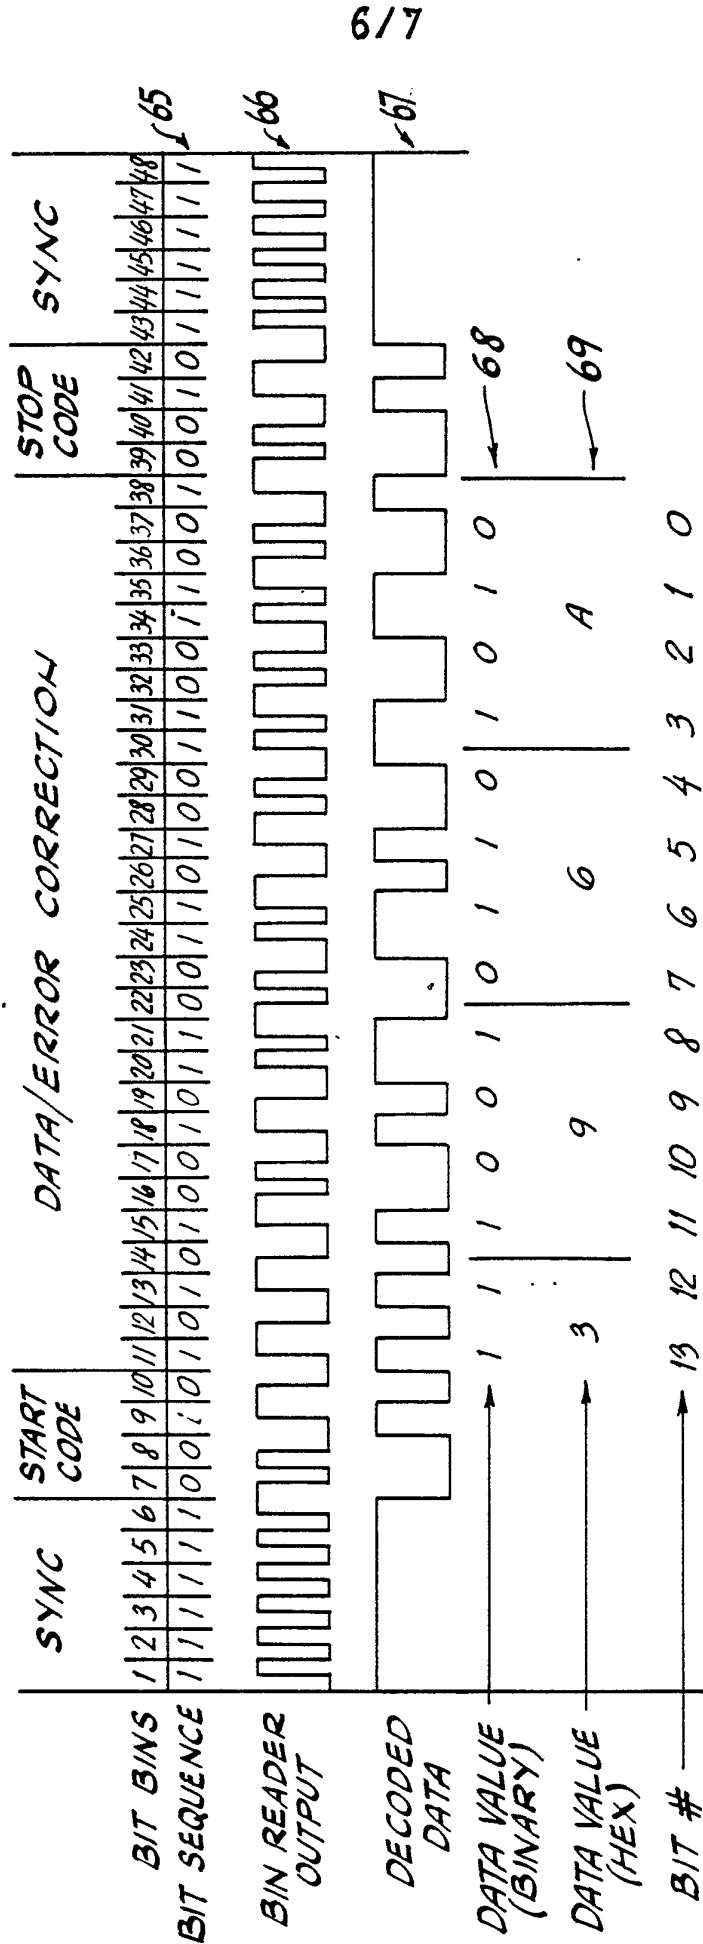 6/7
SYNC START CODE DATA/ERROR CORRECTION STOP CODE SYNC
BIT BINS 1 2 3 4 5 6 7 8 9 10 11 12 13 14 15 16 17 18 19 20 21 22 23 24 25 26 27 28 29 30 31 32 33 34 35 36 37 38 39 40 41 42 43 44 45 46 47 48
BIT SEQUENCE 1 1 1 1 1 1 0 0 1 0 1 0 1 0 1 0 0 1 0 1 1 0 0 1 1 0 1 0 0 1 1 0 0 1 1 0 0 1 0 0 1 0 1 1 1 1 1 1 65
BIN READER
OUTPUT 66
DECODED
DATA 67
DATA VALUE
(BINARY) 1 1 1 0 0 1 0 1 1 0 1 0 1 0 68
DATA VALUE
(HEX) 3 9 6 A 69
BIT # 13 12 11 10 9 8 7 6 5 4 3 2 1 0